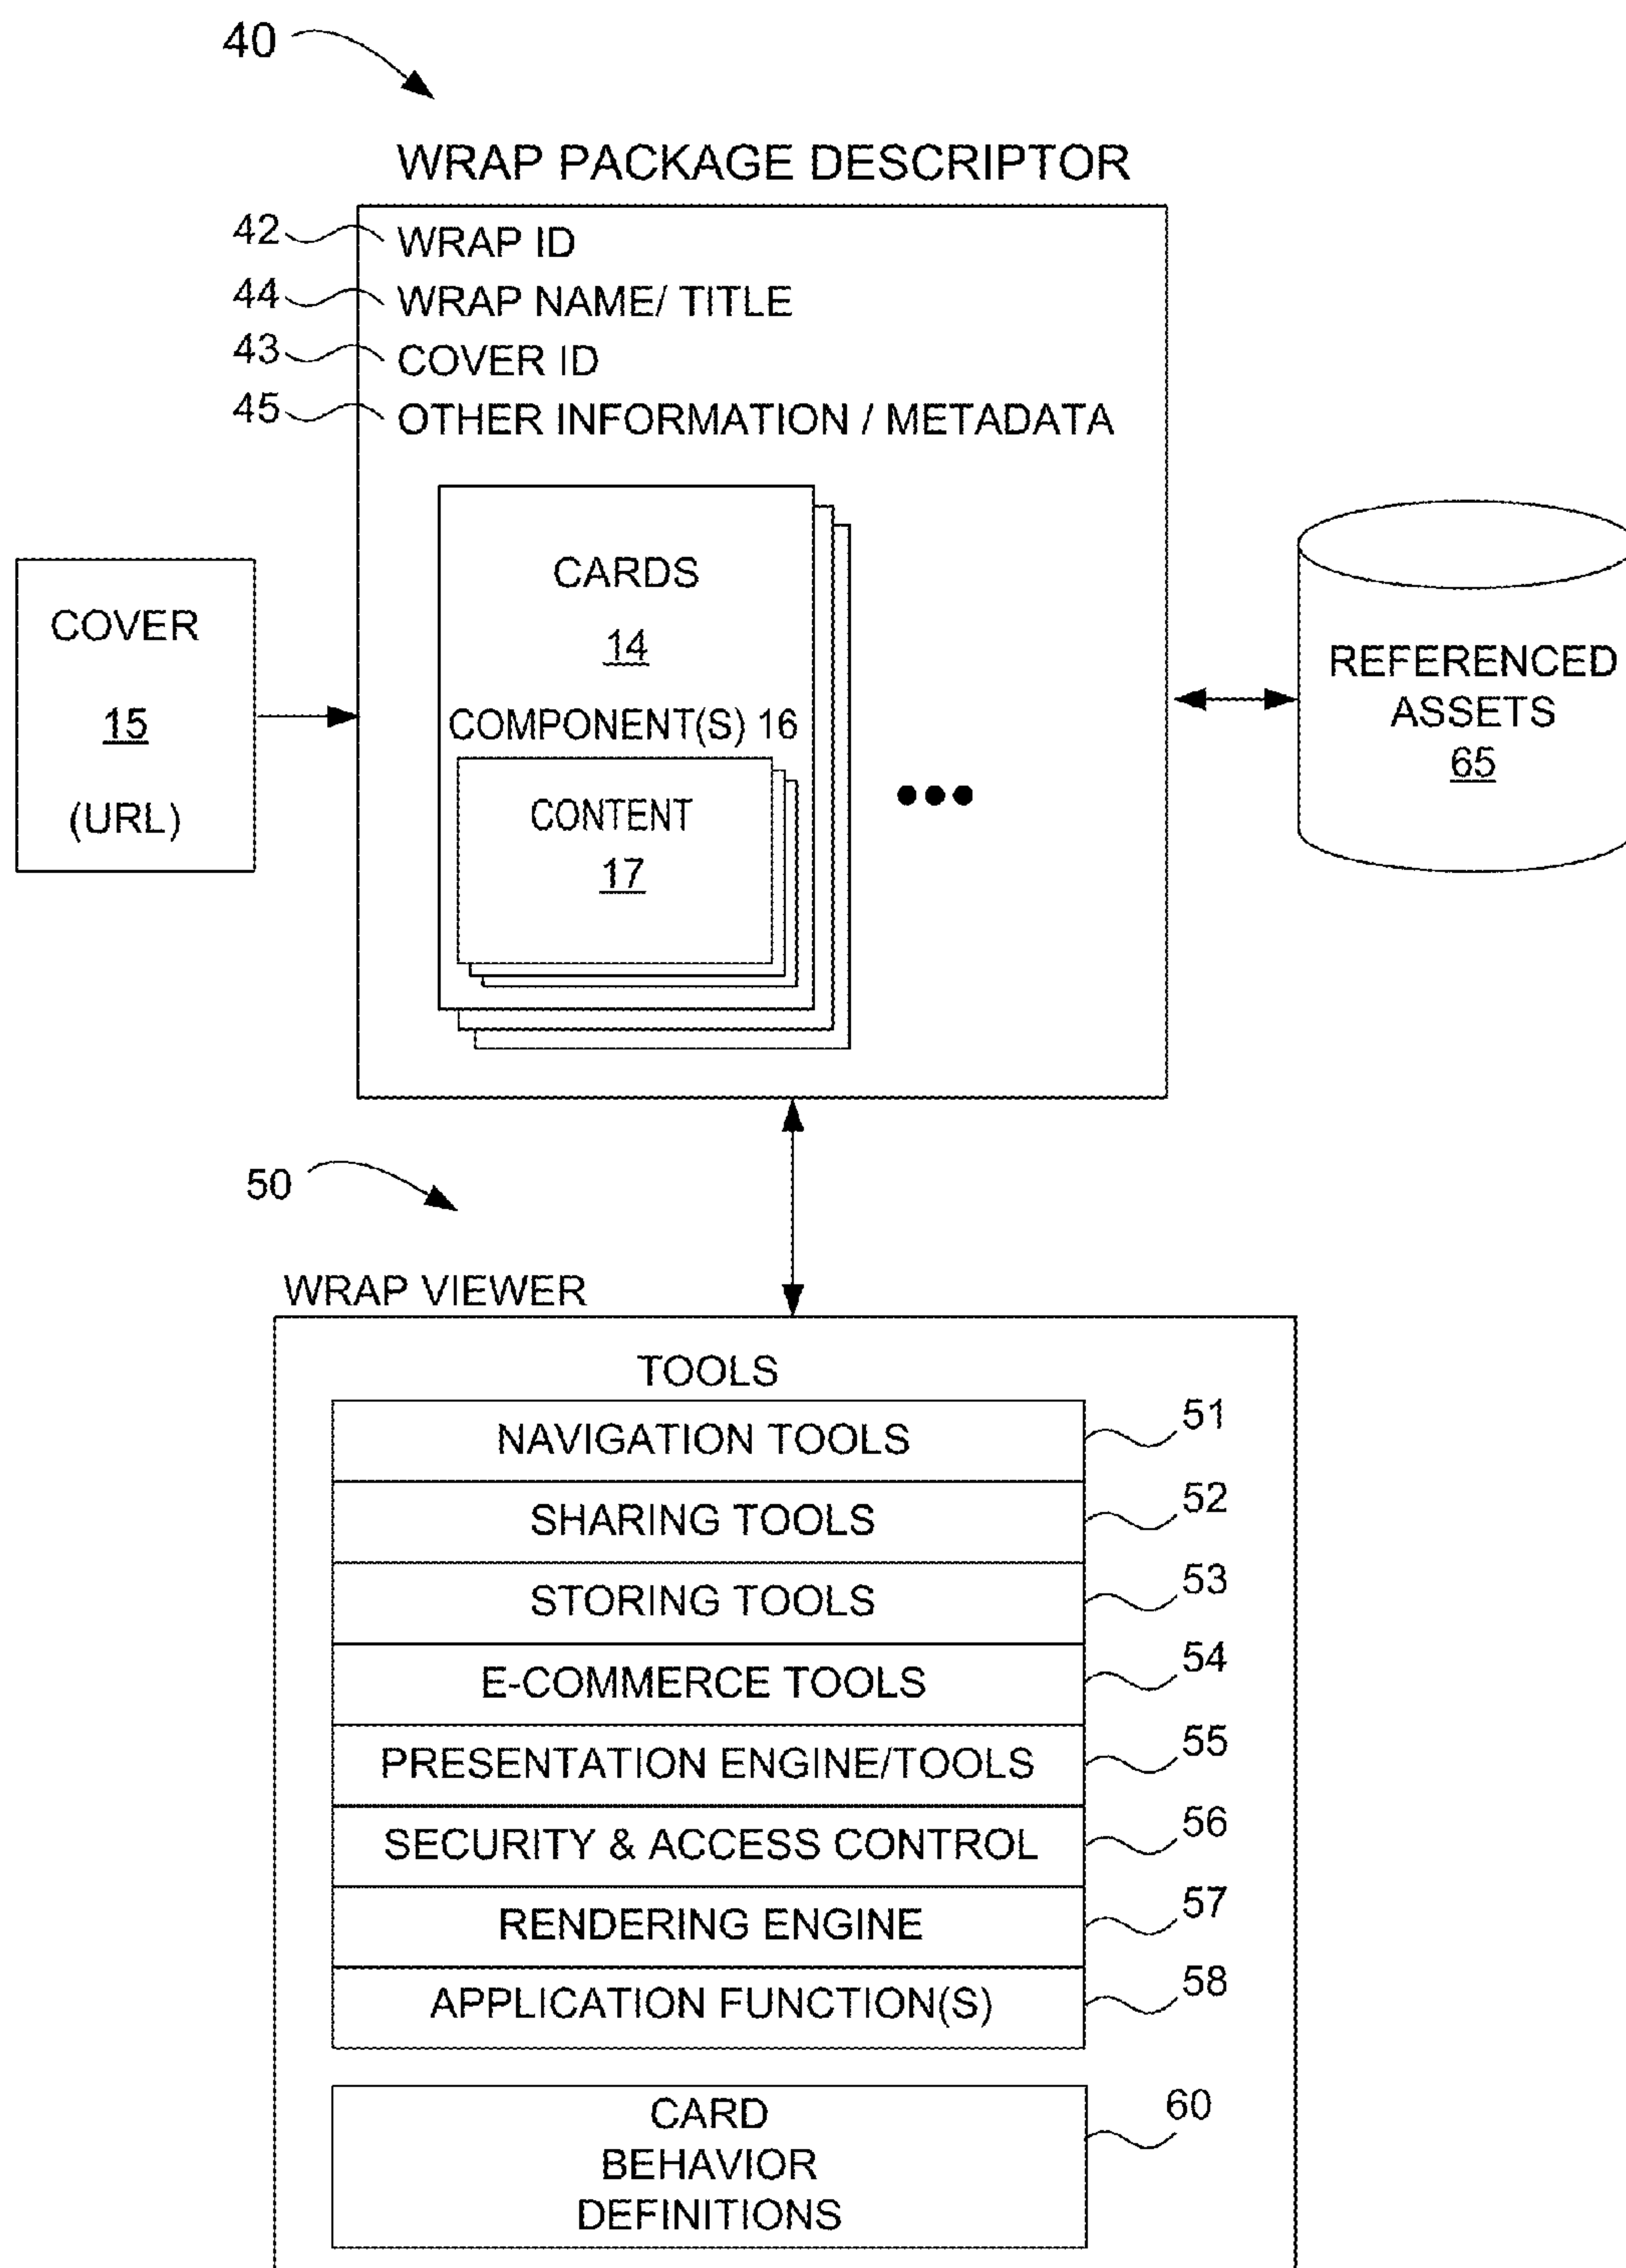 40
WRAP PACKAGE DESCRIPTOR
42 WRAP ID
44 WRAP NAME/ TITLE
43 COVER ID
45 OTHER INFORMATION / METADATA
COVER
15
(URL)
CARDS
14
COMPONENT(S) 16
CONTENT
17
REFERENCED
ASSETS
65
50
WRAP VIEWER
TOOLS
NAVIGATION TOOLS 51
SHARING TOOLS 52
STORING TOOLS 53
E-COMMERCE TOOLS 54
PRESENTATION ENGINE/TOOLS 55
SECURITY & ACCESS CONTROL 56
RENDERING ENGINE 57
APPLICATION FUNCTION(S) 58
CARD 60
BEHAVIOR
DEFINITIONS